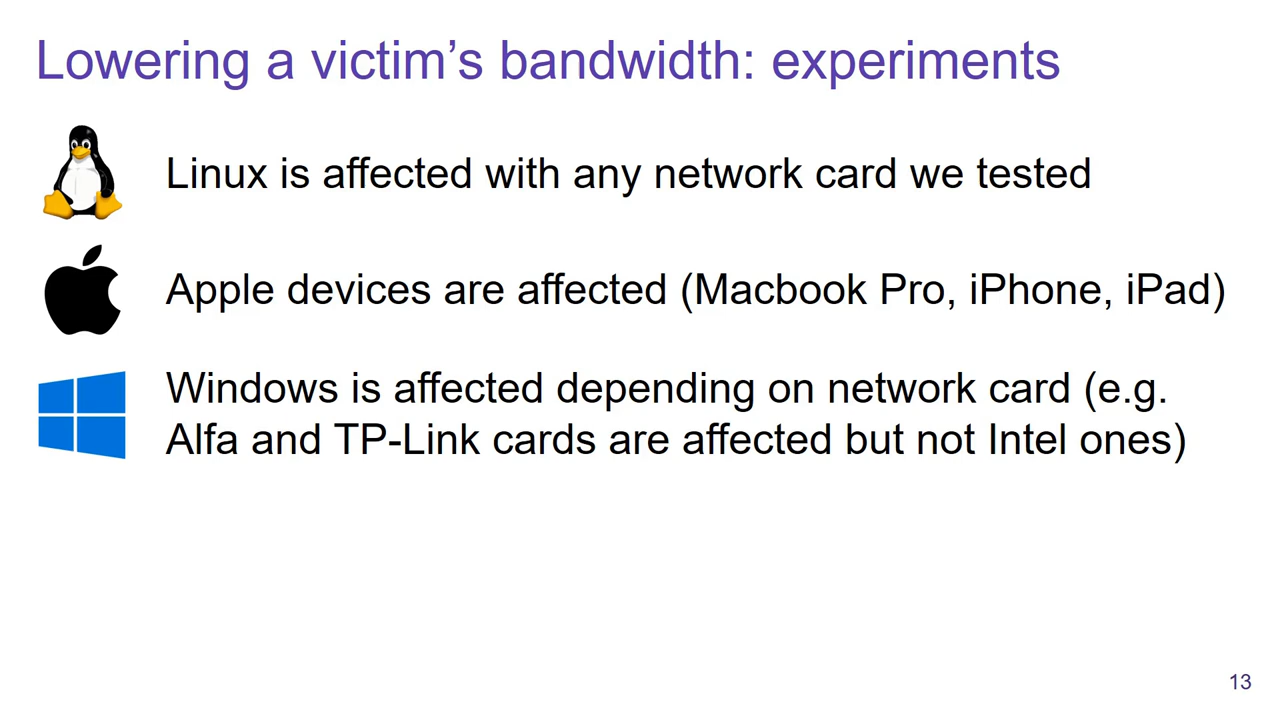 Lowering a victim’s bandwidth: experiments
Linux is affected with any network card we tested
Apple devices are affected (Macbook Pro, iPhone, iPad)
Windows is affected depending on network card (e.g.
Alfa and TP-Link cards are affected but not Intel ones)
13